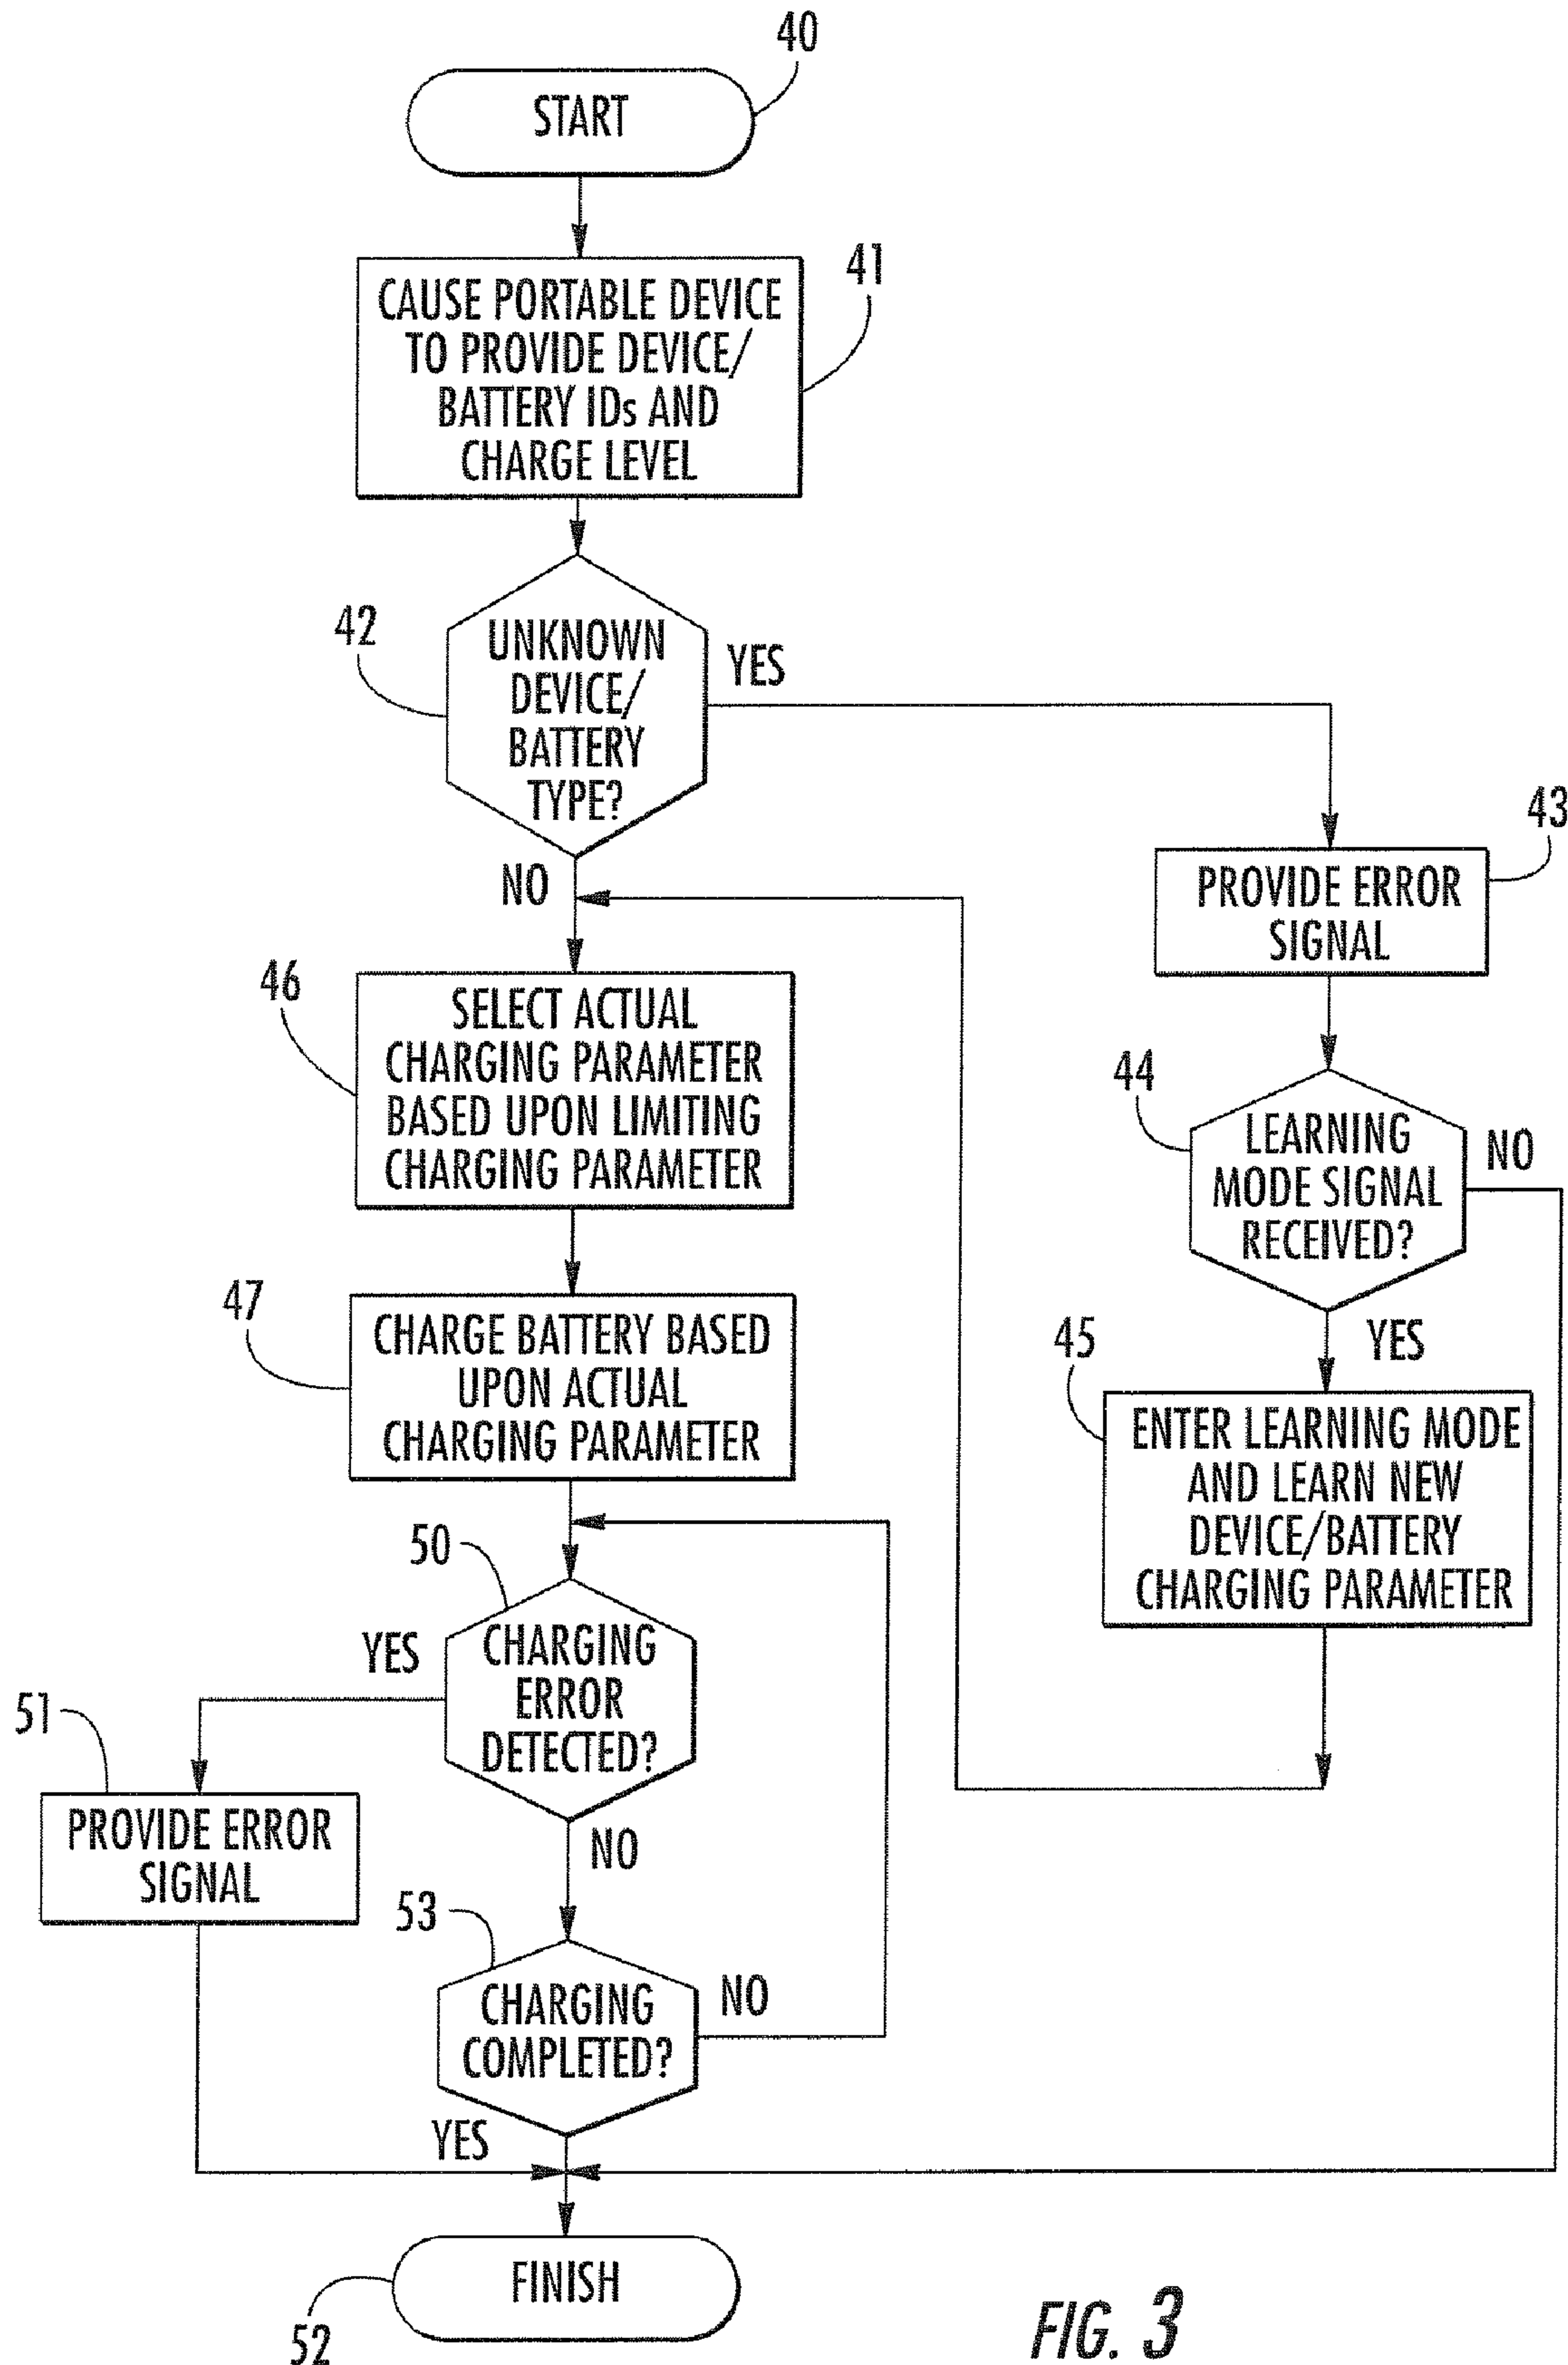 40
START
41
CAUSE PORTABLE DEVICE
TO PROVIDE DEVICE/
BATTERY IDs AND
CHARGE LEVEL
42
UNKNOWN
DEVICE/
BATTERY
TYPE?
YES
NO
43
PROVIDE ERROR
SIGNAL
46
SELECT ACTUAL
CHARGING PARAMETER
BASED UPON LIMITING
CHARGING PARAMETER
44
LEARNING
MODE SIGNAL
RECEIVED?
NO
YES
47
CHARGE BATTERY BASED
UPON ACTUAL
CHARGING PARAMETER
45
ENTER LEARNING MODE
AND LEARN NEW
DEVICE/BATTERY
CHARGING PARAMETER
50
CHARGING
ERROR
DETECTED?
YES
NO
51
PROVIDE ERROR
SIGNAL
53
CHARGING
COMPLETED?
NO
YES
FINISH
52
FIG. 3